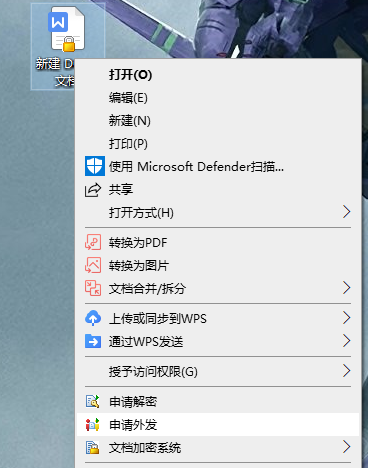 新建 D
文档
打开(O)
编辑(E)
新建(N)
打印(P)
使用 Microsoft Defender扫描...
共享
打开方式(H)
转换为PDF
转换为图片
文档合并/拆分
上传或同步到WPS
通过WPS发送
授予访问权限(G)
申请解密
申请外发
文档加密系统